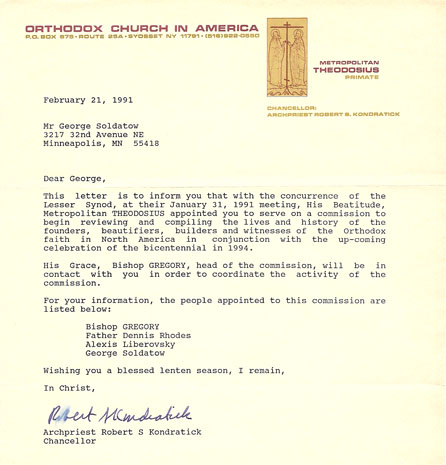 ORTHODOX CHURCH IN AMERICA
P.O. BOX 675 • ROUTE 25A • SYOSSET NY 11791 • (516)922-0550
METROPOLITAN
THEODOSIUS
PRIMATE
CHANCELLOR:
ARCHPRIEST ROBERT S. KONDRATICK
February 21, 1991
Mr George Soldatow
3217 32nd Avenue NE
Minneapolis, MN 55418
Dear George,
This letter is to inform you that with the concurrence of the
Lesser Synod, at their January 31, 1991 meeting, His Beatitude,
Metropolitan THEODOSIUS appointed you to serve on a commission to
begin reviewing and compiling the lives and history of the
founders, beautifiers, builders and witnesses of the Orthodox
faith in North America in conjunction with the up-coming
celebration of the bicentennial in 1994.
His Grace, Bishop GREGORY, head of the commission, will be in
contact with you in order to coordinate the activity of the
commission.
For your information, the people appointed to this commission are
listed below:
Bishop GREGORY
Father Dennis Rhodes
Alexis Liberovsky
George Soldatow
Wishing you a blessed lenten season, I remain,
In Christ,
Robert S Kondratick
Archpriest Robert S Kondratick
Chancellor